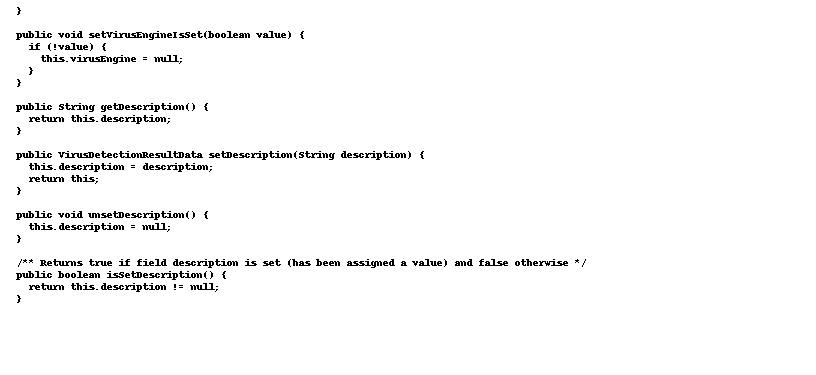 }
public void setVirusEngineIsSet(boolean value) {
if (!value) {
this.virusEngine = null;
}
}
public String getDescription() {
return this.description;
}
public VirusDetectionResultData setDescription(String description) {
this.description = description;
return this;
}
public void unsetDescription() {
this.description = null;
}
/** Returns true if field description is set (has been assigned a value) and false otherwise */
public boolean isSetDescription() {
return this.description != null;
}